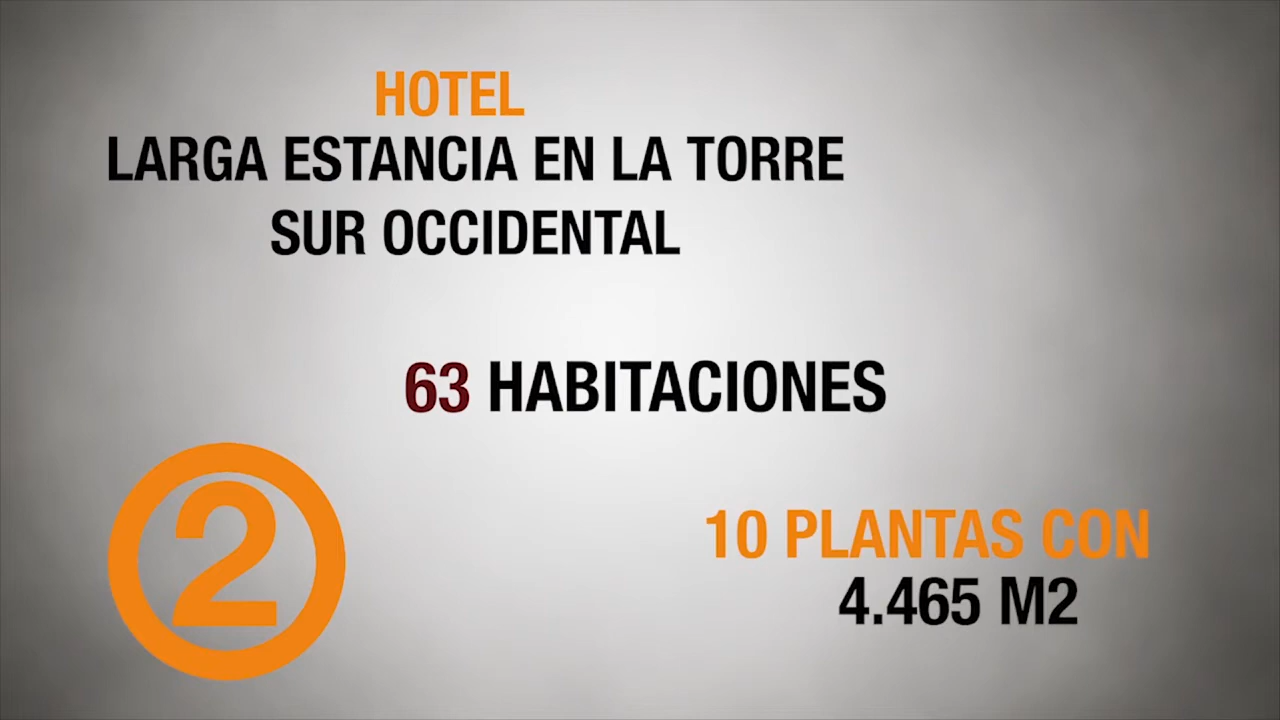 HOTEL
LARGA ESTANCIA EN LA TORRE
SUR OCCIDENTAL
63 HABITACIONES
2
10 PLANTAS CON
4.465 M2